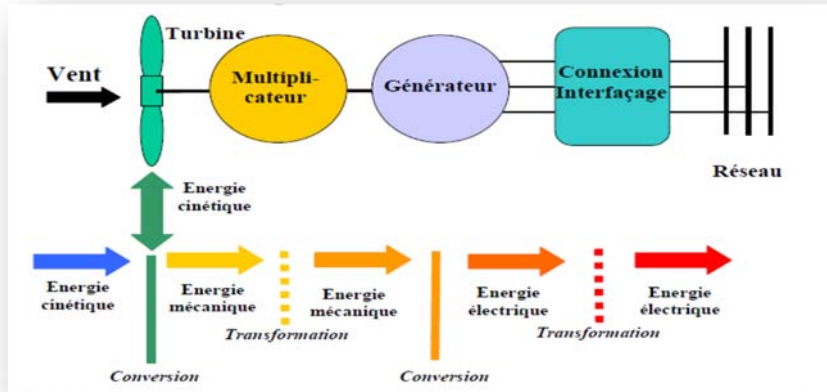 Turbine
Vent
Multipli-
cateur
Générateur
Connexion
Interfaçage
Réseau
Energie
cinétique
Energie
cinétique
Energie
mécanique
Transformation
Energie
mécanique
Energie
électrique
Transformation
Energie
électrique
Conversion
Conversion